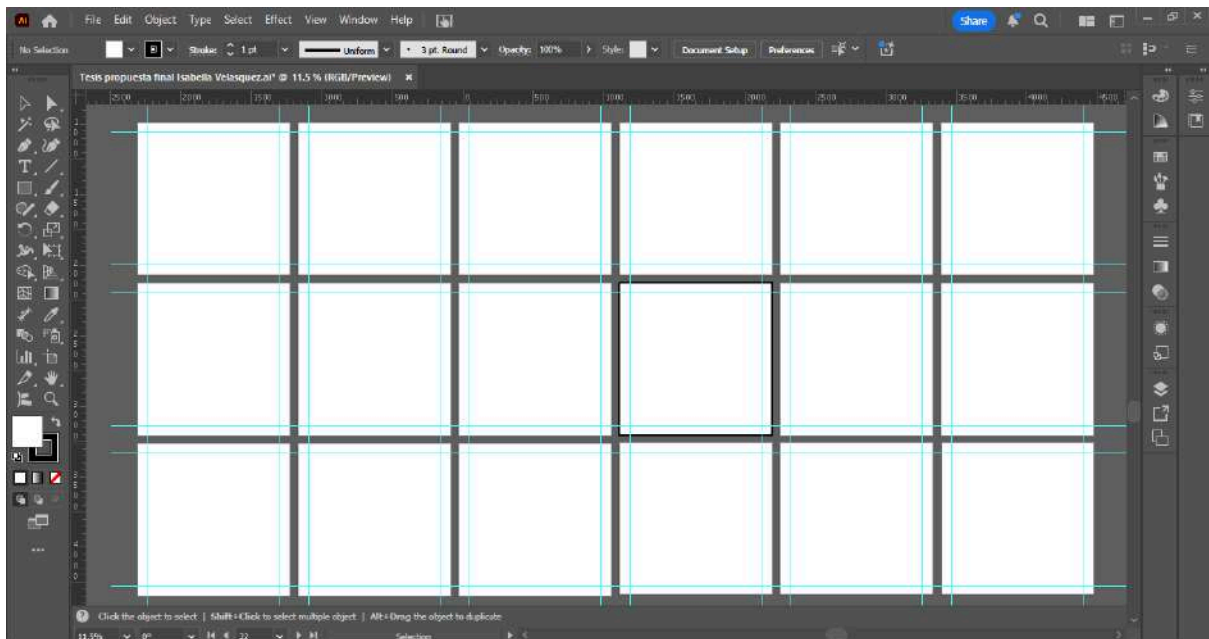 Ai File Edit Object Type Select Effect View Window Help Share
No Selection Stroke: 1 pt Uniform 3 pt. Round Opacity: 100% Style: Document Setup Preferences
Tesis propuesta final Isabella Velasquez.ai* @ 11.5 % (RGB/Preview) ×
2500 2000 1500 1000 500 0 500 1000 1500 2000 2500 3000 3500 4000 4500
Click the object to select | Shift+Click to select multiple object | Alt+Drag the object to duplicate
11.5% 0° 22 Selection